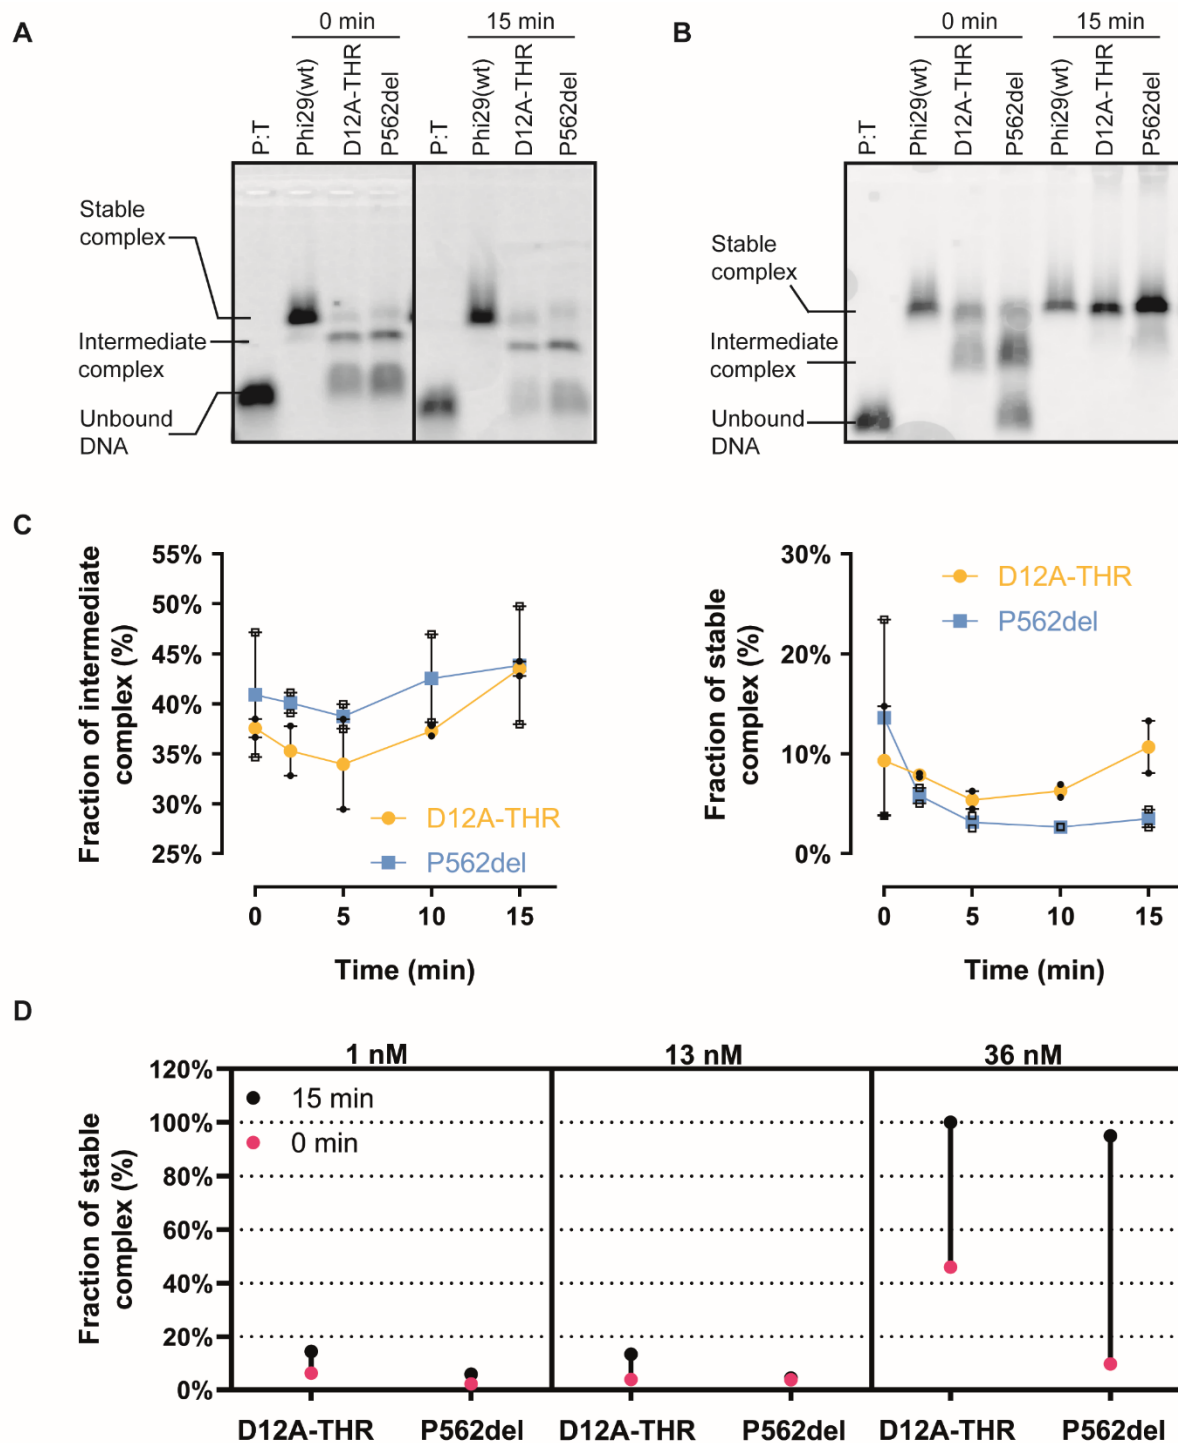 A
0 min
15 min
P:T
Phi29(wt)
D12A-THR
P562del
P:T
Phi29(wt)
D12A-THR
P562del
Stable
complex
Intermediate
complex
Unbound
DNA
B
0 min
15 min
P:T
Phi29(wt)
D12A-THR
P562del
Phi29(wt)
D12A-THR
P562del
Stable
complex
Intermediate
complex
Unbound
DNA
C
Fraction of intermediate
complex (%)
55%
50%
45%
40%
35%
30%
25%
D12A-THR
P562del
0
5
10
15
Time (min)
Fraction of stable
complex (%)
30%
20%
10%
0%
D12A-THR
P562del
0
5
10
15
Time (min)
D
Fraction of stable
complex (%)
1 nM
13 nM
36 nM
120%
100%
80%
60%
40%
20%
0%
15 min
0 min
D12A-THR
P562del
D12A-THR
P562del
D12A-THR
P562del